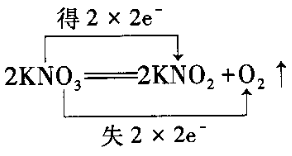 得 2 × 2e⁻
2KNO₃══2KNO₂ +O₂ ↑
失 2 × 2e⁻